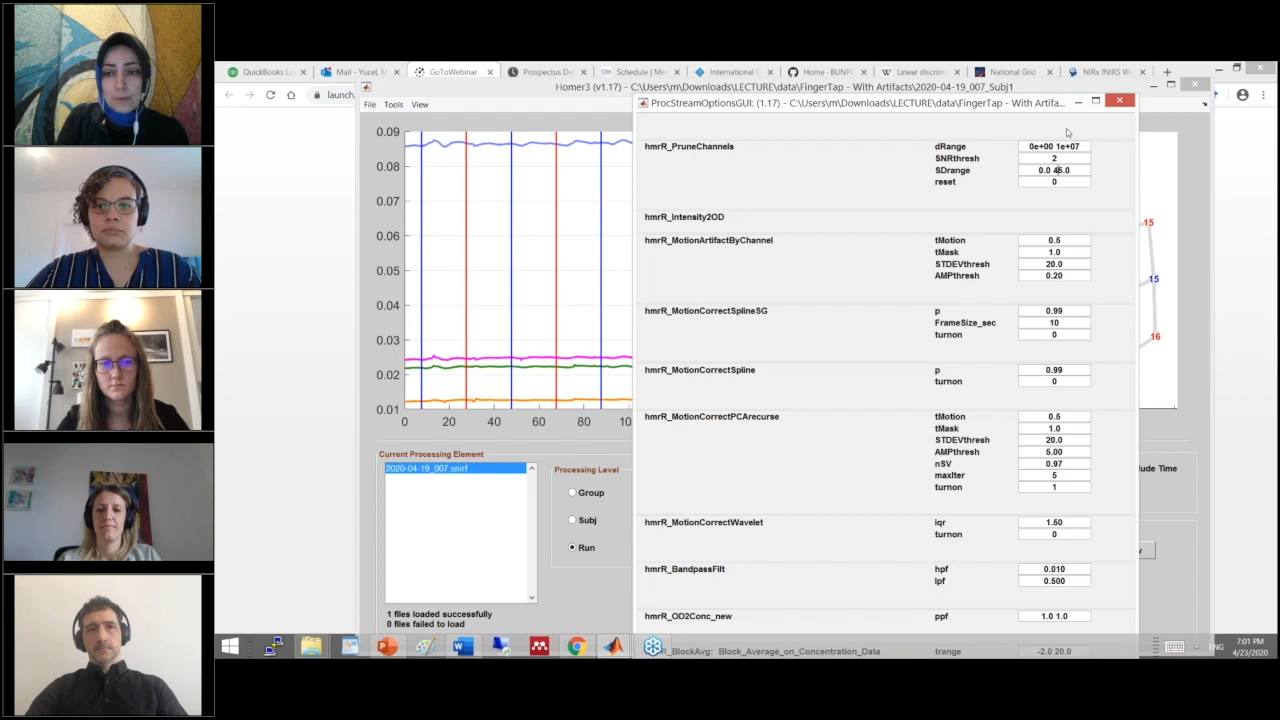 QuickBooks Lo
Mail - Yucel, M
GoToWebinar
Prospectus De
Schedule | Me
International C
Home - BUNPC
Linear discrimi
National Grid
NIRx fNIRS We
launch.
Homer3 (v1.17) - C:\Users\m\Downloads\LECTURE\data\FingerTap - With Artifacts\2020-04-19_007_Subj1
File Tools View
ProcStreamOptionsGUI: (1.17) - C:\Users\m\Downloads\LECTURE\data\FingerTap - With Artifa...
0.09
0.08
0.07
0.06
0.05
0.04
0.03
0.02
0.01
0 20 40 60 80
15
15
16
hmrR_PruneChannels dRange 0e+00 1e+07
SNRthresh 2
SDrange 0.0 45.0
reset 0
hmrR_Intensity2OD
hmrR_MotionArtifactByChannel tMotion 0.5
tMask 1.0
STDEVthresh 20.0
AMPthresh 0.20
hmrR_MotionCorrectSplineSG p 0.99
FrameSize_sec 10
turnon 0
hmrR_MotionCorrectSpline p 0.99
turnon 0
hmrR_MotionCorrectPCArecurse tMotion 0.5
tMask 1.0
STDEVthresh 20.0
AMPthresh 5.00
nSV 0.97
maxIter 5
turnon 1
hmrR_MotionCorrectWavelet iqr 1.50
turnon 0
hmrR_BandpassFilt hpf 0.010
lpf 0.500
hmrR_OD2Conc_new ppf 1.0 1.0
R_BlockAvg: Block_Average_on_Concentration_Data trange -2.0 20.0
Current Processing Element
2020-04-19_007.snirf
1 files loaded successfully
0 files failed to load
Processing Level
Group
Subj
Run
lude Time
ENG
7:01 PM
4/23/2020